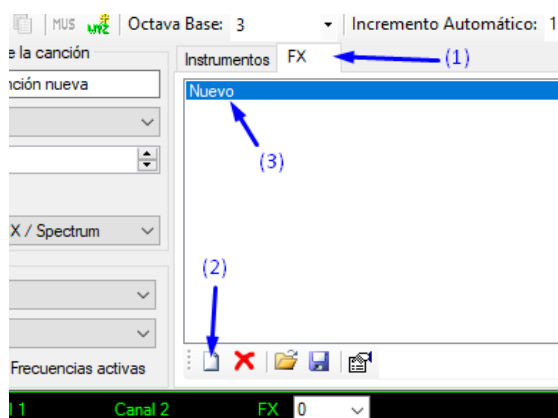 MUS WYZ Octava Base: 3 Incremento Automático: 1
e la canción
Instrumentos FX (1)
nción nueva
Nuevo
(3)
X / Spectrum
(2)
Frecuencias activas
l 1 Canal 2 FX 0